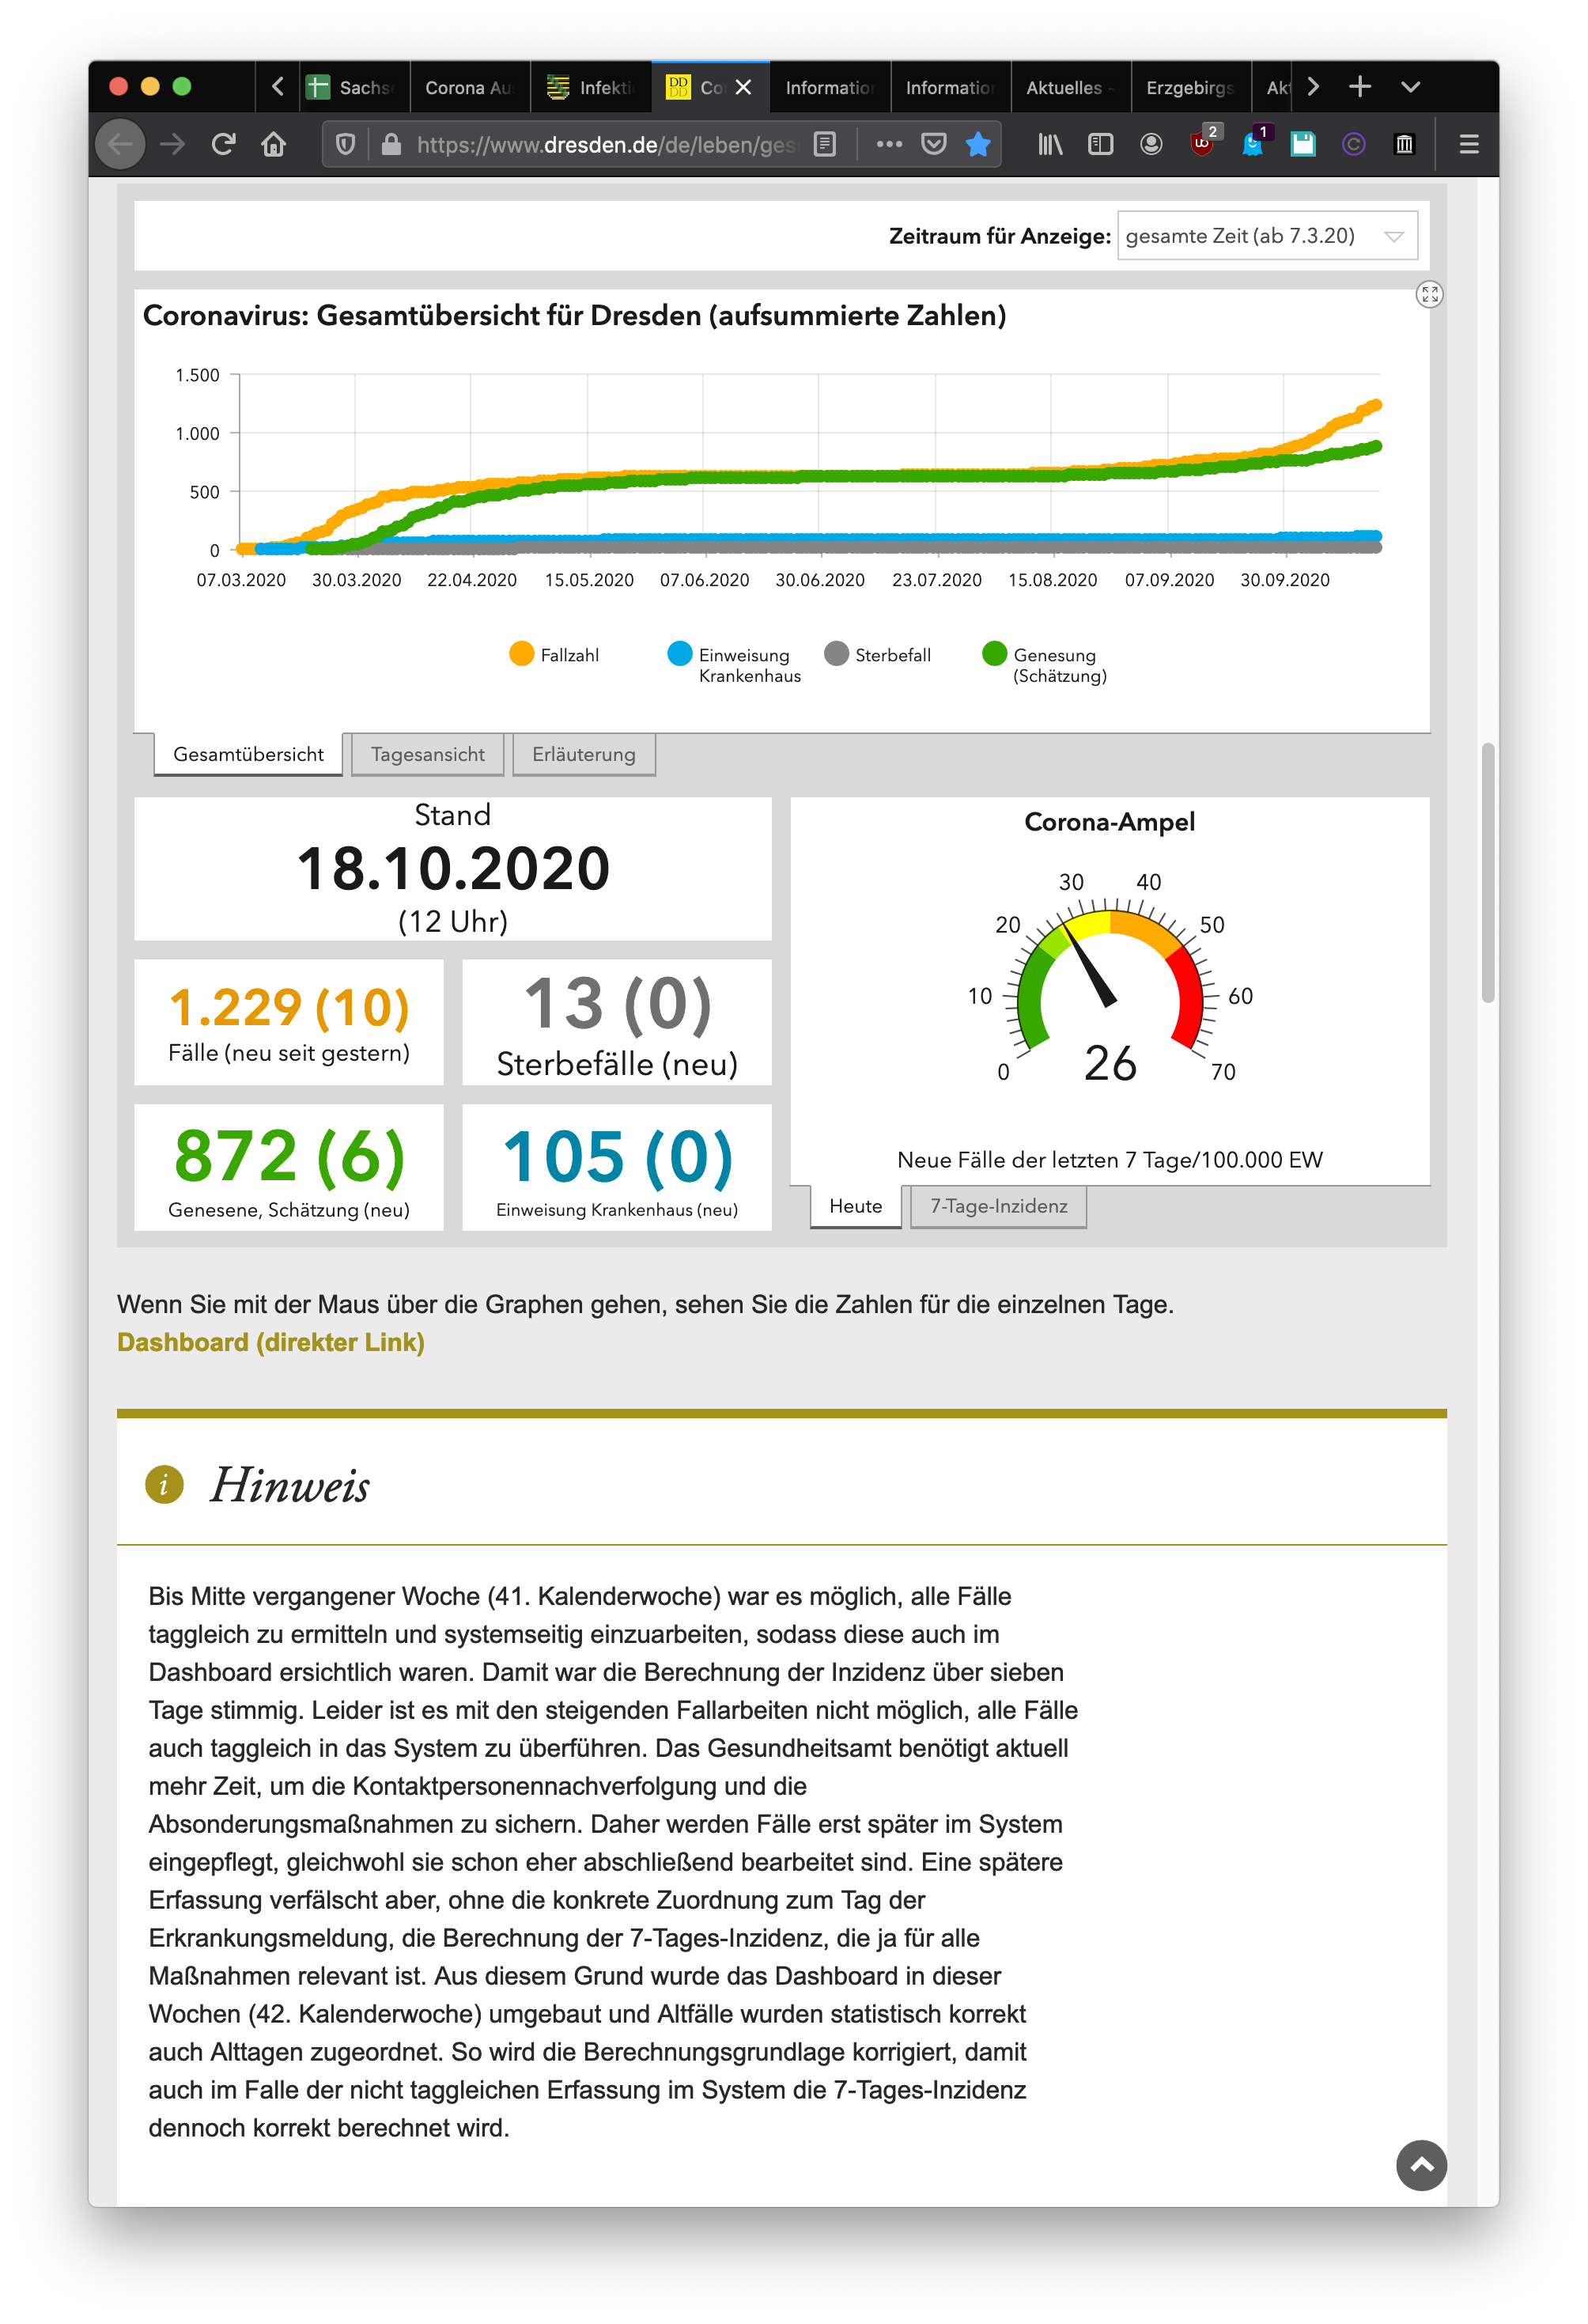 Sachs
Corona Au
Infekti
Co
Informatio
Informatio
Aktuelles -
Erzgebirgs
Akt
https://www.dresden.de/de/leben/ges
2
1
Zeitraum für Anzeige: gesamte Zeit (ab 7.3.20)
Coronavirus: Gesamtübersicht für Dresden (aufsummierte Zahlen)
1.500
1.000
500
0
07.03.2020 30.03.2020 22.04.2020 15.05.2020 07.06.2020 30.06.2020 23.07.2020 15.08.2020 07.09.2020 30.09.2020
Fallzahl
Einweisung
Krankenhaus
Sterbefall
Genesung
(Schätzung)
Gesamtübersicht
Tagesansicht
Erläuterung
Stand
18.10.2020
(12 Uhr)
1.229 (10)
Fälle (neu seit gestern)
13 (0)
Sterbefälle (neu)
872 (6)
Genesene, Schätzung (neu)
105 (0)
Einweisung Krankenhaus (neu)
Corona-Ampel
0
10
20
30
40
50
60
70
26
Neue Fälle der letzten 7 Tage/100.000 EW
Heute
7-Tage-Inzidenz
Wenn Sie mit der Maus über die Graphen gehen, sehen Sie die Zahlen für die einzelnen Tage.
Dashboard (direkter Link)
i Hinweis
Bis Mitte vergangener Woche (41. Kalenderwoche) war es möglich, alle Fälle
taggleich zu ermitteln und systemseitig einzuarbeiten, sodass diese auch im
Dashboard ersichtlich waren. Damit war die Berechnung der Inzidenz über sieben
Tage stimmig. Leider ist es mit den steigenden Fallarbeiten nicht möglich, alle Fälle
auch taggleich in das System zu überführen. Das Gesundheitsamt benötigt aktuell
mehr Zeit, um die Kontaktpersonennachverfolgung und die
Absonderungsmaßnahmen zu sichern. Daher werden Fälle erst später im System
eingepflegt, gleichwohl sie schon eher abschließend bearbeitet sind. Eine spätere
Erfassung verfälscht aber, ohne die konkrete Zuordnung zum Tag der
Erkrankungsmeldung, die Berechnung der 7-Tages-Inzidenz, die ja für alle
Maßnahmen relevant ist. Aus diesem Grund wurde das Dashboard in dieser
Wochen (42. Kalenderwoche) umgebaut und Altfälle wurden statistisch korrekt
auch Alttagen zugeordnet. So wird die Berechnungsgrundlage korrigiert, damit
auch im Falle der nicht taggleichen Erfassung im System die 7-Tages-Inzidenz
dennoch korrekt berechnet wird.